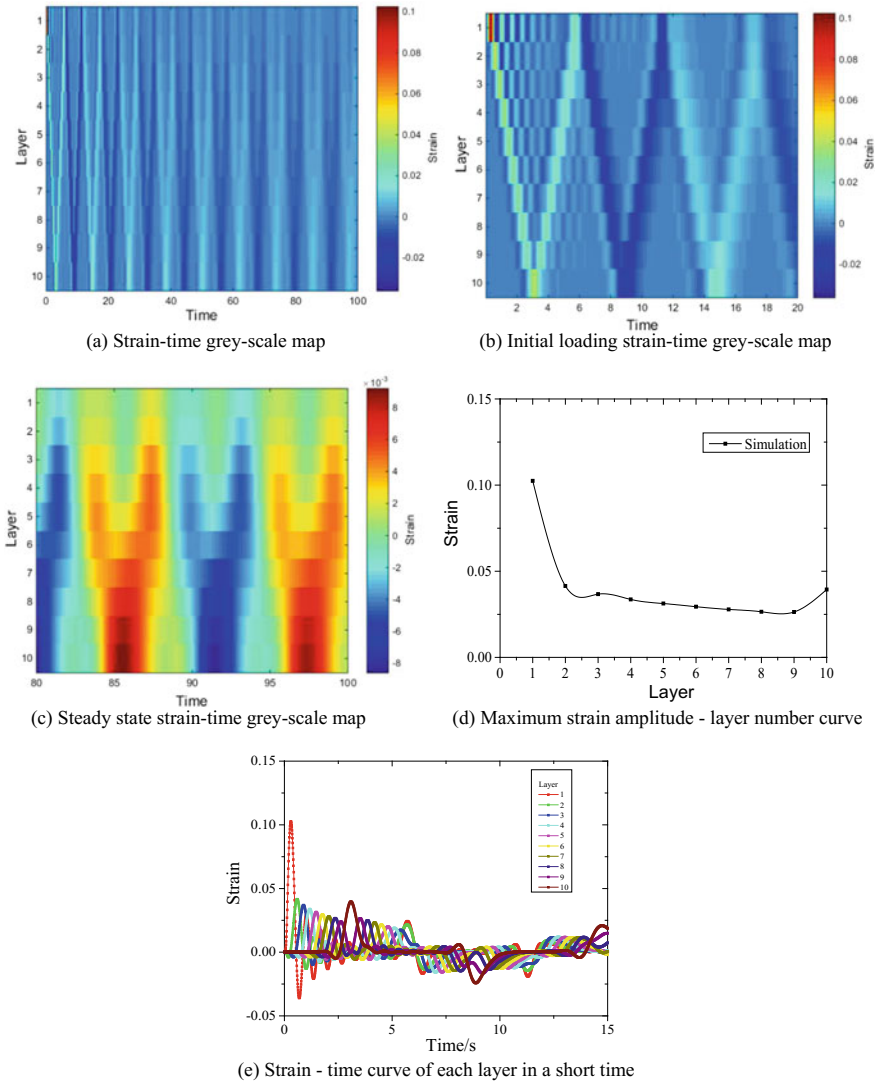 1
2
3
4
5
6
7
8
9
10
Layer
0 20 40 60 80 100
Time
0.1
0.08
0.06
0.04
0.02
0
-0.02
Strain
(a) Strain-time grey-scale map
1
2
3
4
5
6
7
8
9
10
Layer
2 4 6 8 10 12 14 16 18 20
Time
0.1
0.08
0.06
0.04
0.02
0
-0.02
Strain
(b) Initial loading strain-time grey-scale map
1
2
3
4
5
6
7
8
9
10
Layer
80 85 90 95 100
Time
× 10⁻³
8
6
4
2
0
-2
-4
-6
-8
Strain
(c) Steady state strain-time grey-scale map
0.15
0.10
0.05
0.00
Strain
Simulation
0 1 2 3 4 5 6 7 8 9 10
Layer
(d) Maximum strain amplitude - layer number curve
0.15
0.10
0.05
0.00
-0.05
Strain
Layer
1
2
3
4
5
6
7
8
9
10
0 5 10 15
Time/s
(e) Strain - time curve of each layer in a short time